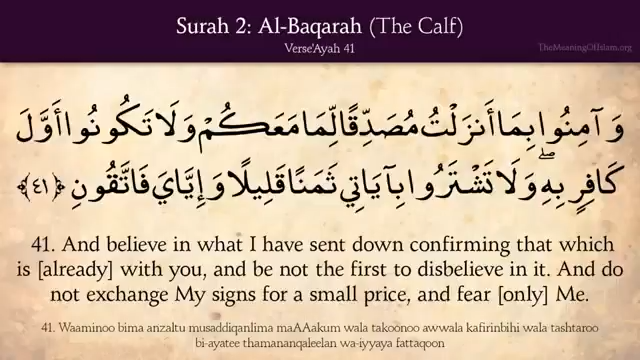 Surah 2: Al-Baqarah (The Calf)
Verse'Ayah 41
TheMeaningOfIslam.org
وَآمِنُوا بِمَا أَنزَلْتُ مُصَدِّقًا لِّمَا مَعَكُمْ وَلَا تَكُونُوا أَوَّلَ
كَافِرٍ بِهِ ۖ وَلَا تَشْتَرُوا بِآيَاتِي ثَمَنًا قَلِيلًا وَإِيَّايَ فَاتَّقُونِ ﴿٤١﴾
41. And believe in what I have sent down confirming that which
is [already] with you, and be not the first to disbelieve in it. And do
not exchange My signs for a small price, and fear [only] Me.
41. Waaminoo bima anzaltu musaddiqanlima maAAakum wala takoonoo awwala kafirinbihi wala tashtaroo
bi-ayatee thamananqaleelan wa-iyyaya fattaqoon